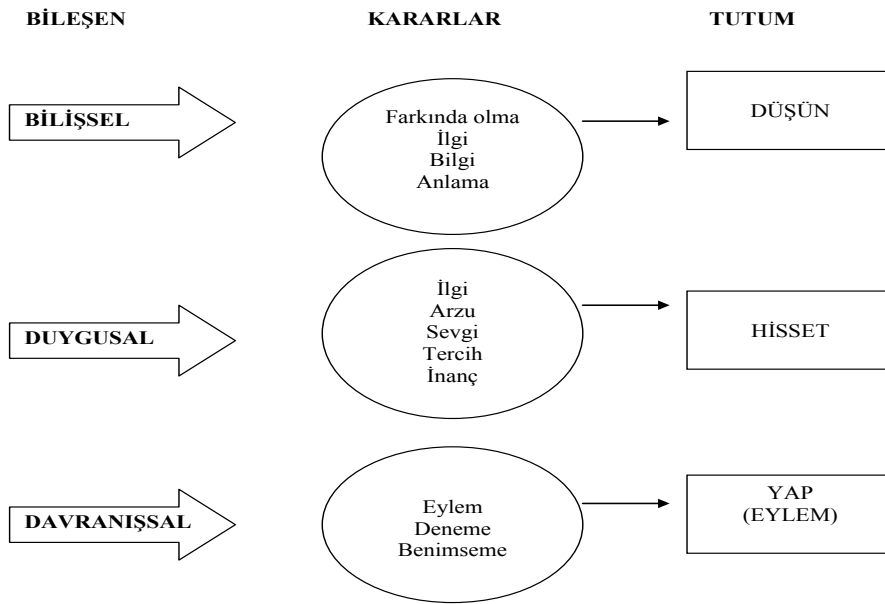 BİLEŞEN KARARLAR TUTUM
BİLİŞSEL
Farkında olma
İlgi
Bilgi
Anlama
DÜŞÜN
DUYGUSAL
İlgi
Arzu
Sevgi
Tercih
İnanç
HİSSET
DAVRANIŞSAL
Eylem
Deneme
Benimseme
YAP
(EYLEM)